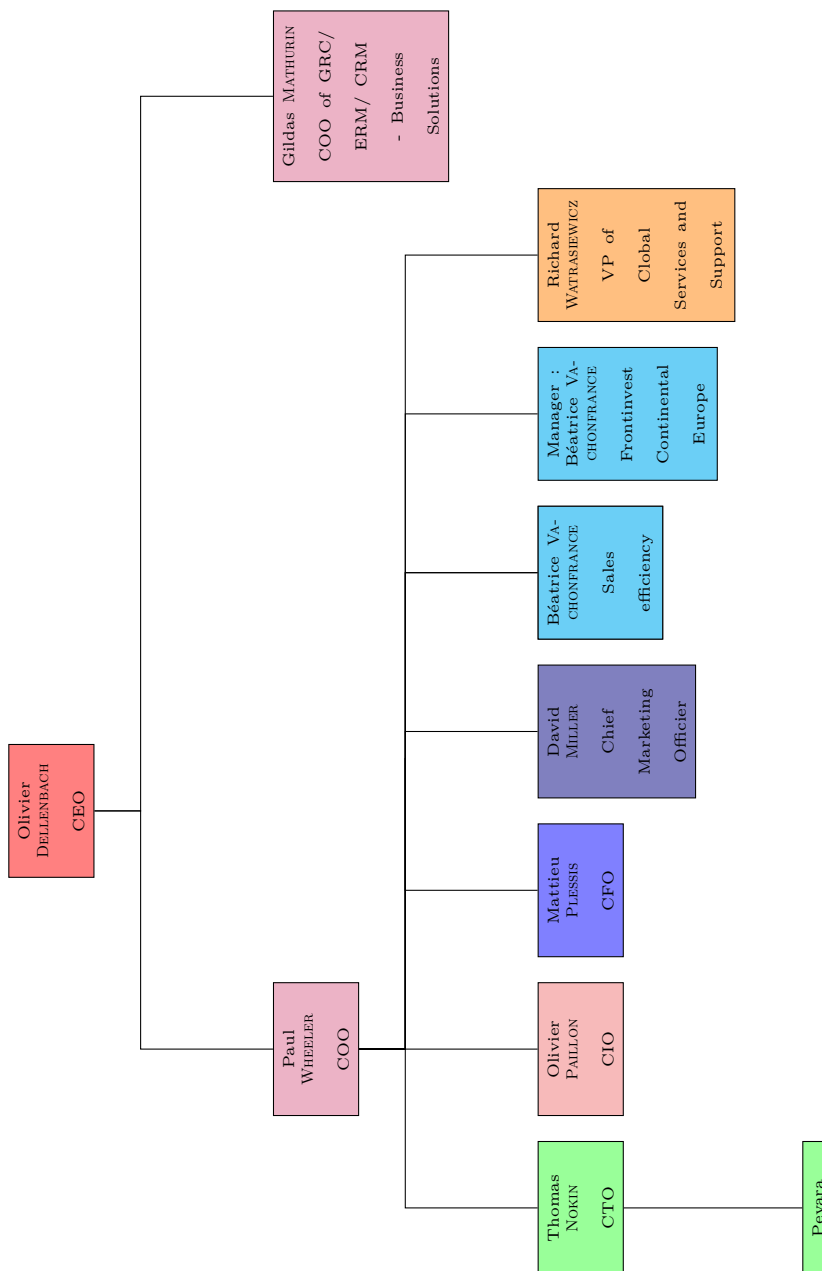 Olivier
DELLENBACH
CEO
Paul
WHEELER
COO
Gildas MATHURIN
COO of GRC/
ERM/ CRM
- Business
Solutions
Thomas
NOKIN
CTO
Olivier
PAILLON
CIO
Mattieu
PLESSIS
CFO
David
MILLER
Chief
Marketing
Officier
Béatrice VA-
CHONFRANCE
Sales
efficiency
Manager :
Béatrice VA-
CHONFRANCE
Frontinvest
Continental
Europe
Richard
WATRASIEWICZ
VP of
Clobal
Services and
Support